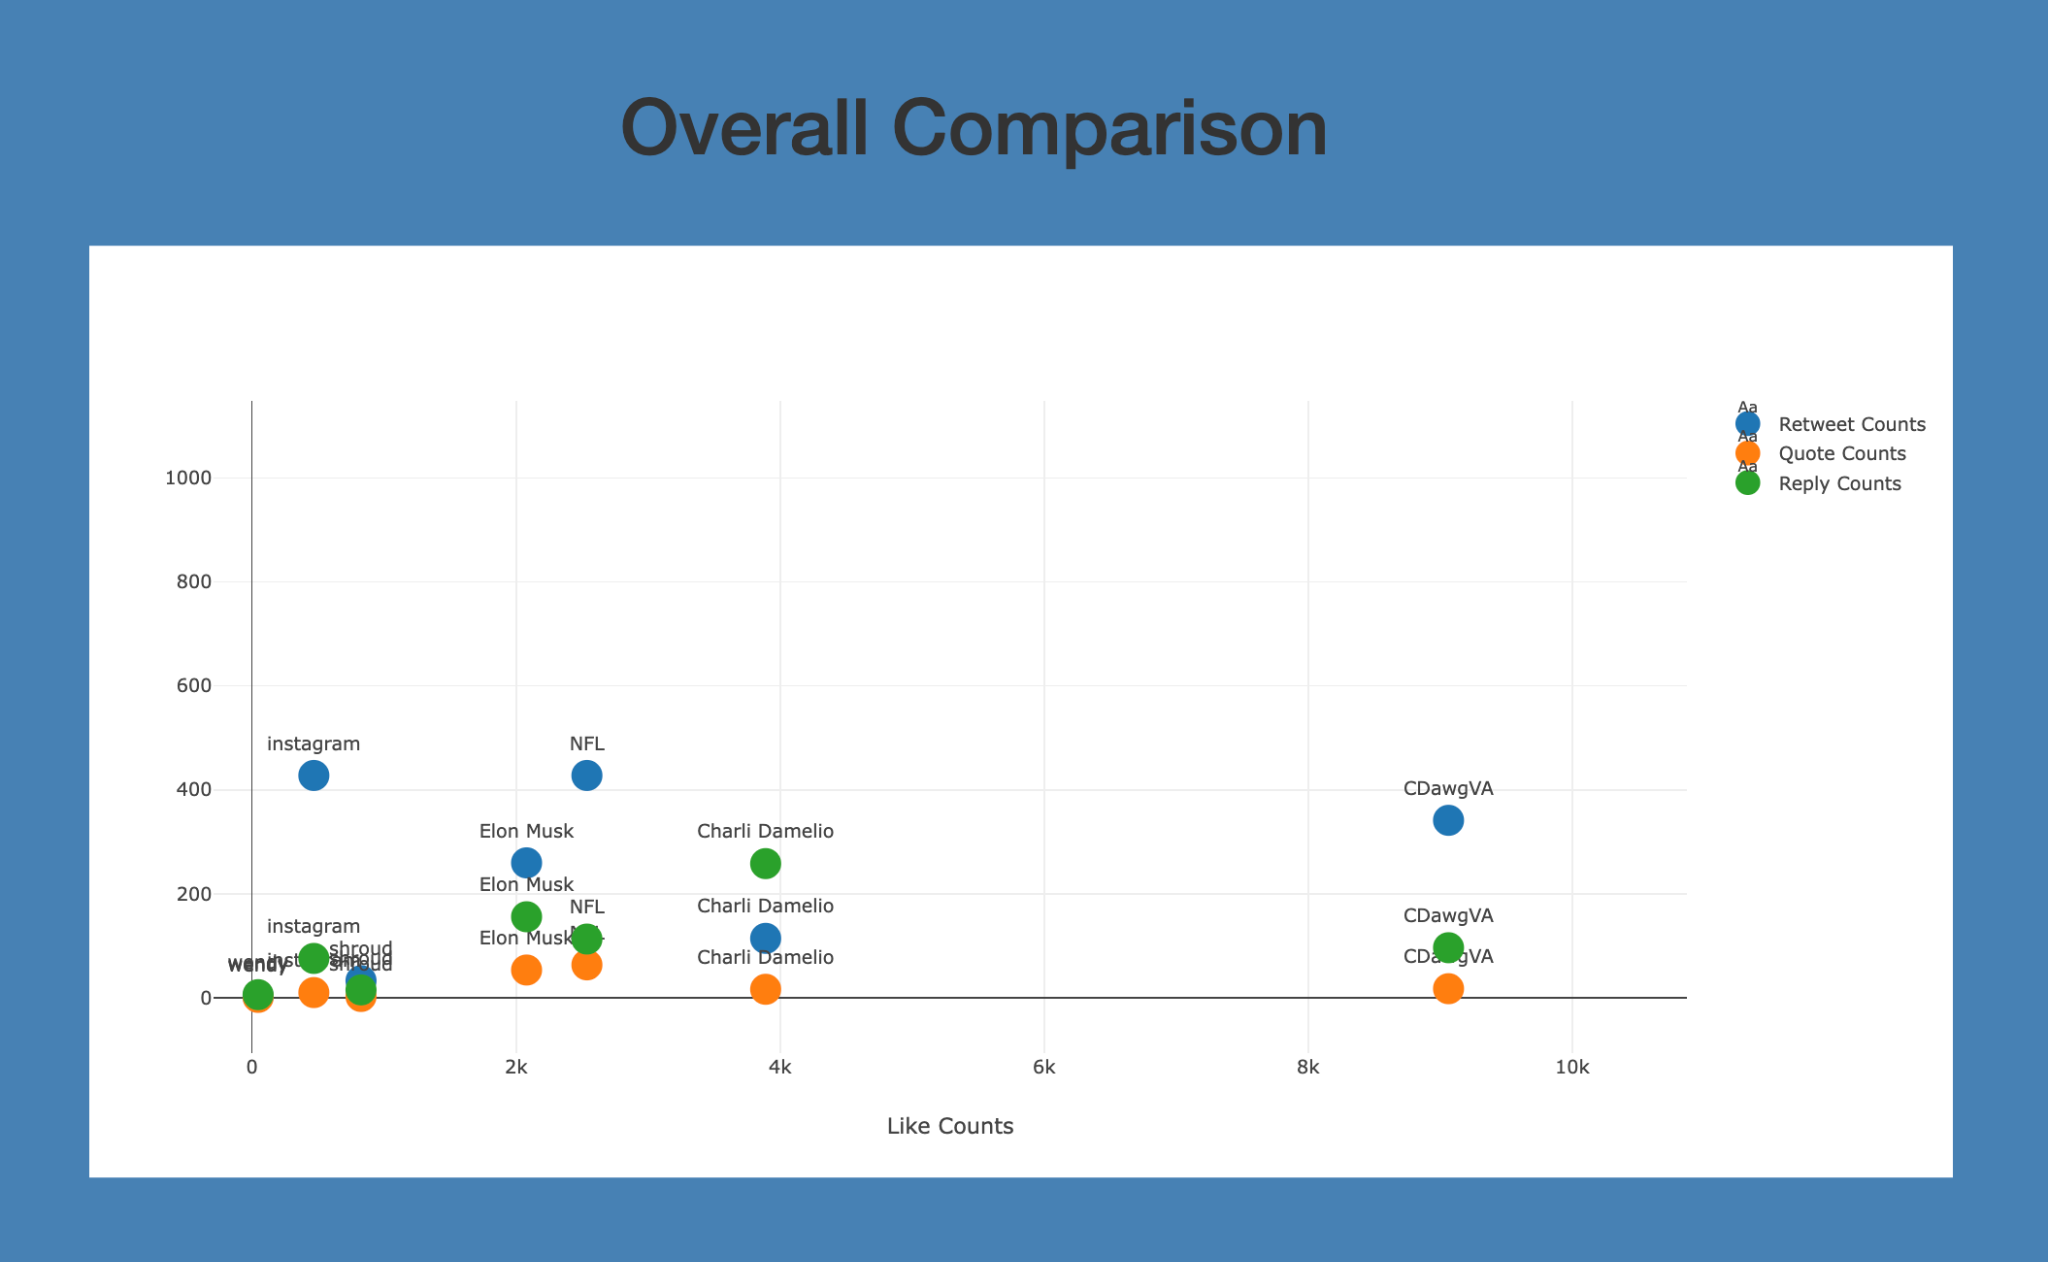 Overall Comparison
Aa
Retweet Counts
Aa
Quote Counts
Aa
Reply Counts
1000
800
600
400
200
0
instagram
NFL
CDawgVA
Elon Musk
Charli Damelio
Elon Musk
NFL
Charli Damelio
CDawgVA
instagram
Elon Musk
shroud
Charli Damelio
CDawgVA
instagram
shroud
wendy
0
2k
4k
6k
8k
10k
Like Counts